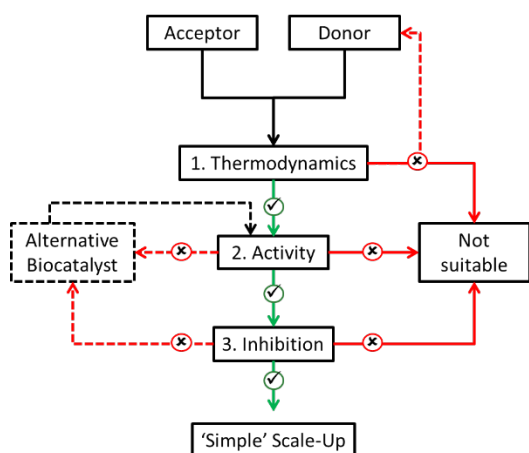 Acceptor
Donor
1. Thermodynamics
Alternative
Biocatalyst
2. Activity
Not
suitable
3. Inhibition
‘Simple’ Scale-Up